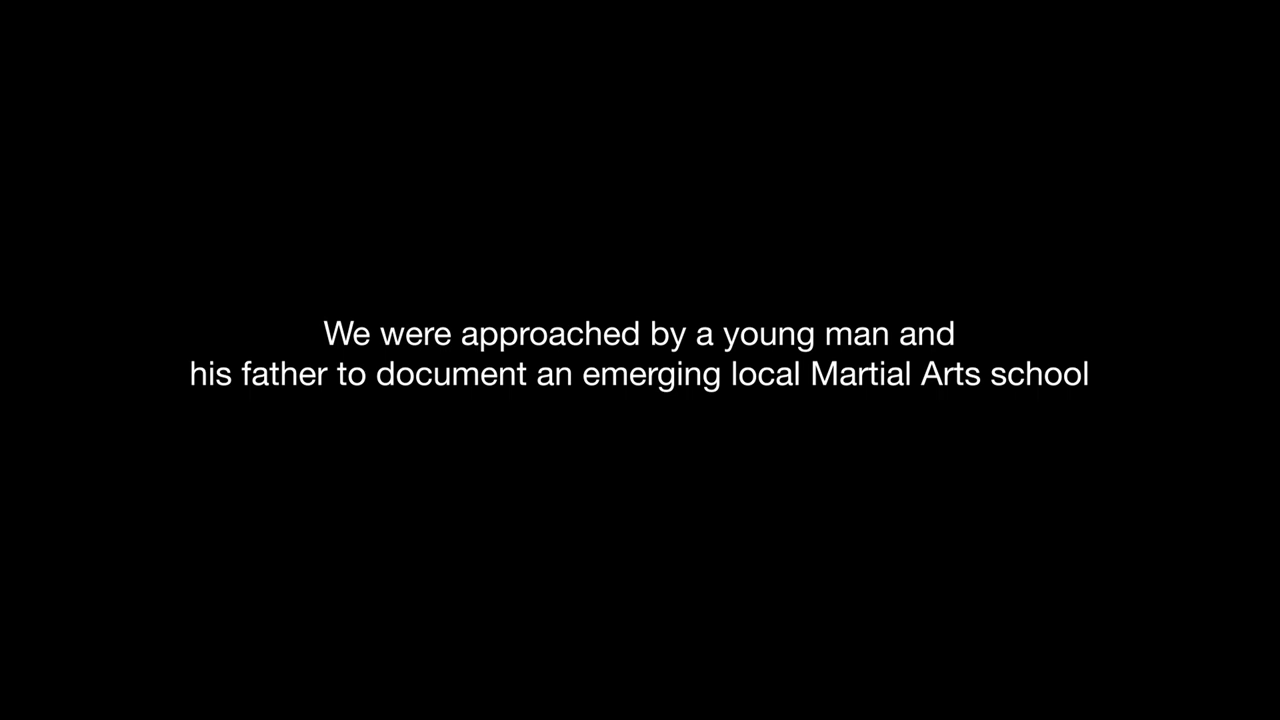 We were approached by a young man and
his father to document an emerging local Martial Arts school